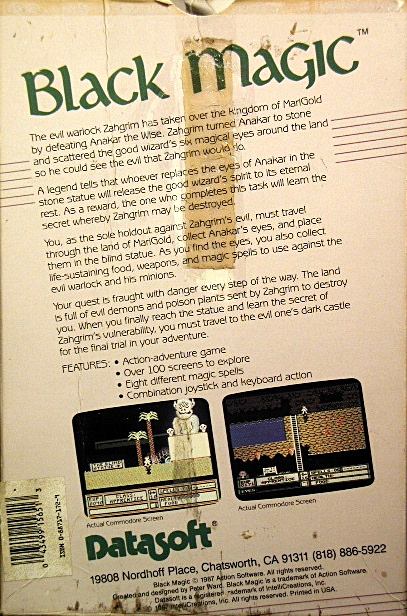 Black Magic™
The evil warlock Zahgrim has taken over the kingdom of MariGold
by defeating Anakar the Wise. Zahgrim turned Anakar to stone
and scattered the good wizard's six magical eyes around the land
so he could see the evil that Zahgrim would do.
A legend tells that whoever replaces the eyes of Anakar in the
stone statue will release the good wizard's spirit to its eternal
rest. As a reward, the one who completes this task will learn the
secret whereby Zahgrim may be destroyed.
You, as the sole holdout against Zahgrim's evil, must travel
through the land of MariGold, collect Anakar's eyes, and place
them in the blind statue. As you find the eyes, you also collect
life-sustaining food, weapons, and magic spells to use against the
evil warlock and his minions.
Your quest is fraught with danger every step of the way. The land
is full of evil demons and poison plants sent by Zahgrim to destroy
you. When you finally reach the statue and learn the secret of
Zahgrim's vulnerability, you must travel to the evil one's dark castle
for the final trial in your adventure.
FEATURES: • Action-adventure game
• Over 100 screens to explore
• Eight different magic spells
• Combination joystick and keyboard action
Actual Commodore Screen
Actual Commodore Screen
Datasoft®
19808 Nordhoff Place, Chatsworth, CA 91311 (818) 886-5922
Black Magic © 1987 Action Software. All rights reserved.
Created and designed by Peter Ward. Black Magic is a trademark of Action Software.
Datasoft is a registered trademark of IntelliCreations, Inc.
1987 IntelliCreations, Inc. All rights reserved. Printed in USA.